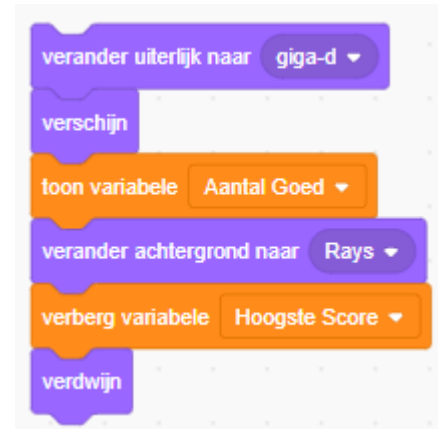 verander uiterlijk naar giga-d
verschijn
toon variabele Aantal Goed
verander achtergrond naar Rays
verberg variabele Hoogste Score
verdwijn